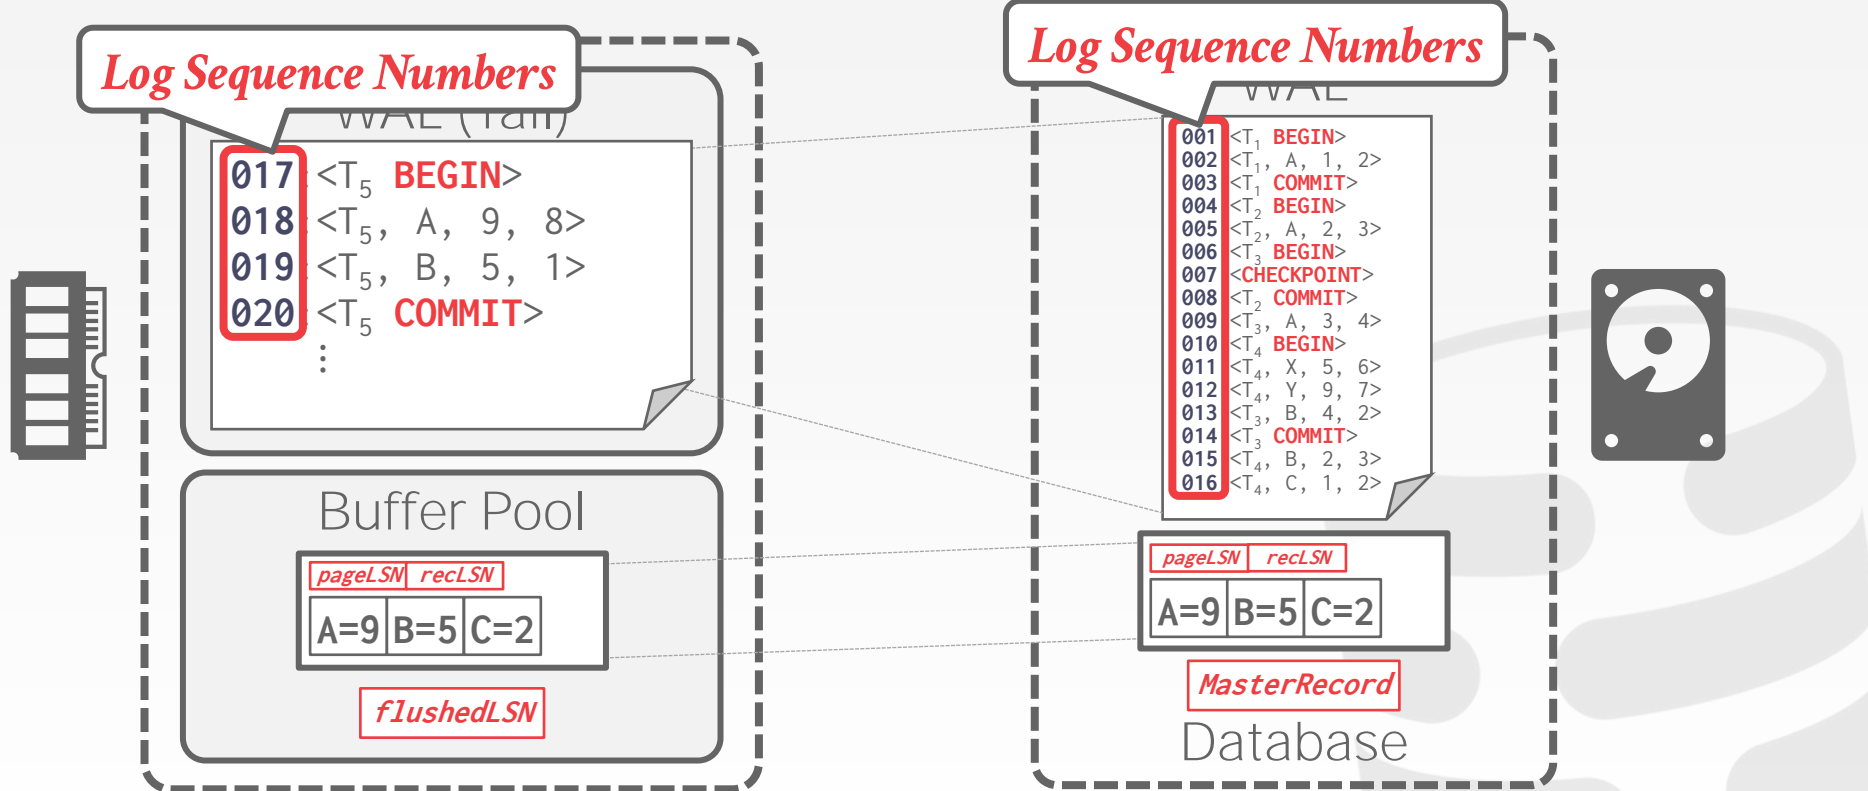 Log Sequence Numbers
WAL (Tail)
017:<T5 BEGIN>
018:<T5, A, 9, 8>
019:<T5, B, 5, 1>
020:<T5 COMMIT>
⋮
Buffer Pool
pageLSN recLSN
A=9 B=5 C=2
flushedLSN
Log Sequence Numbers
WAL
001:<T1 BEGIN>
002:<T1, A, 1, 2>
003:<T1 COMMIT>
004:<T2 BEGIN>
005:<T2, A, 2, 3>
006:<T3 BEGIN>
007:<CHECKPOINT>
008:<T2 COMMIT>
009:<T3, A, 3, 4>
010:<T4 BEGIN>
011:<T4, X, 5, 6>
012:<T4, Y, 9, 7>
013:<T3, B, 4, 2>
014:<T3 COMMIT>
015:<T4, B, 2, 3>
016:<T4, C, 1, 2>
pageLSN recLSN
A=9 B=5 C=2
MasterRecord
Database